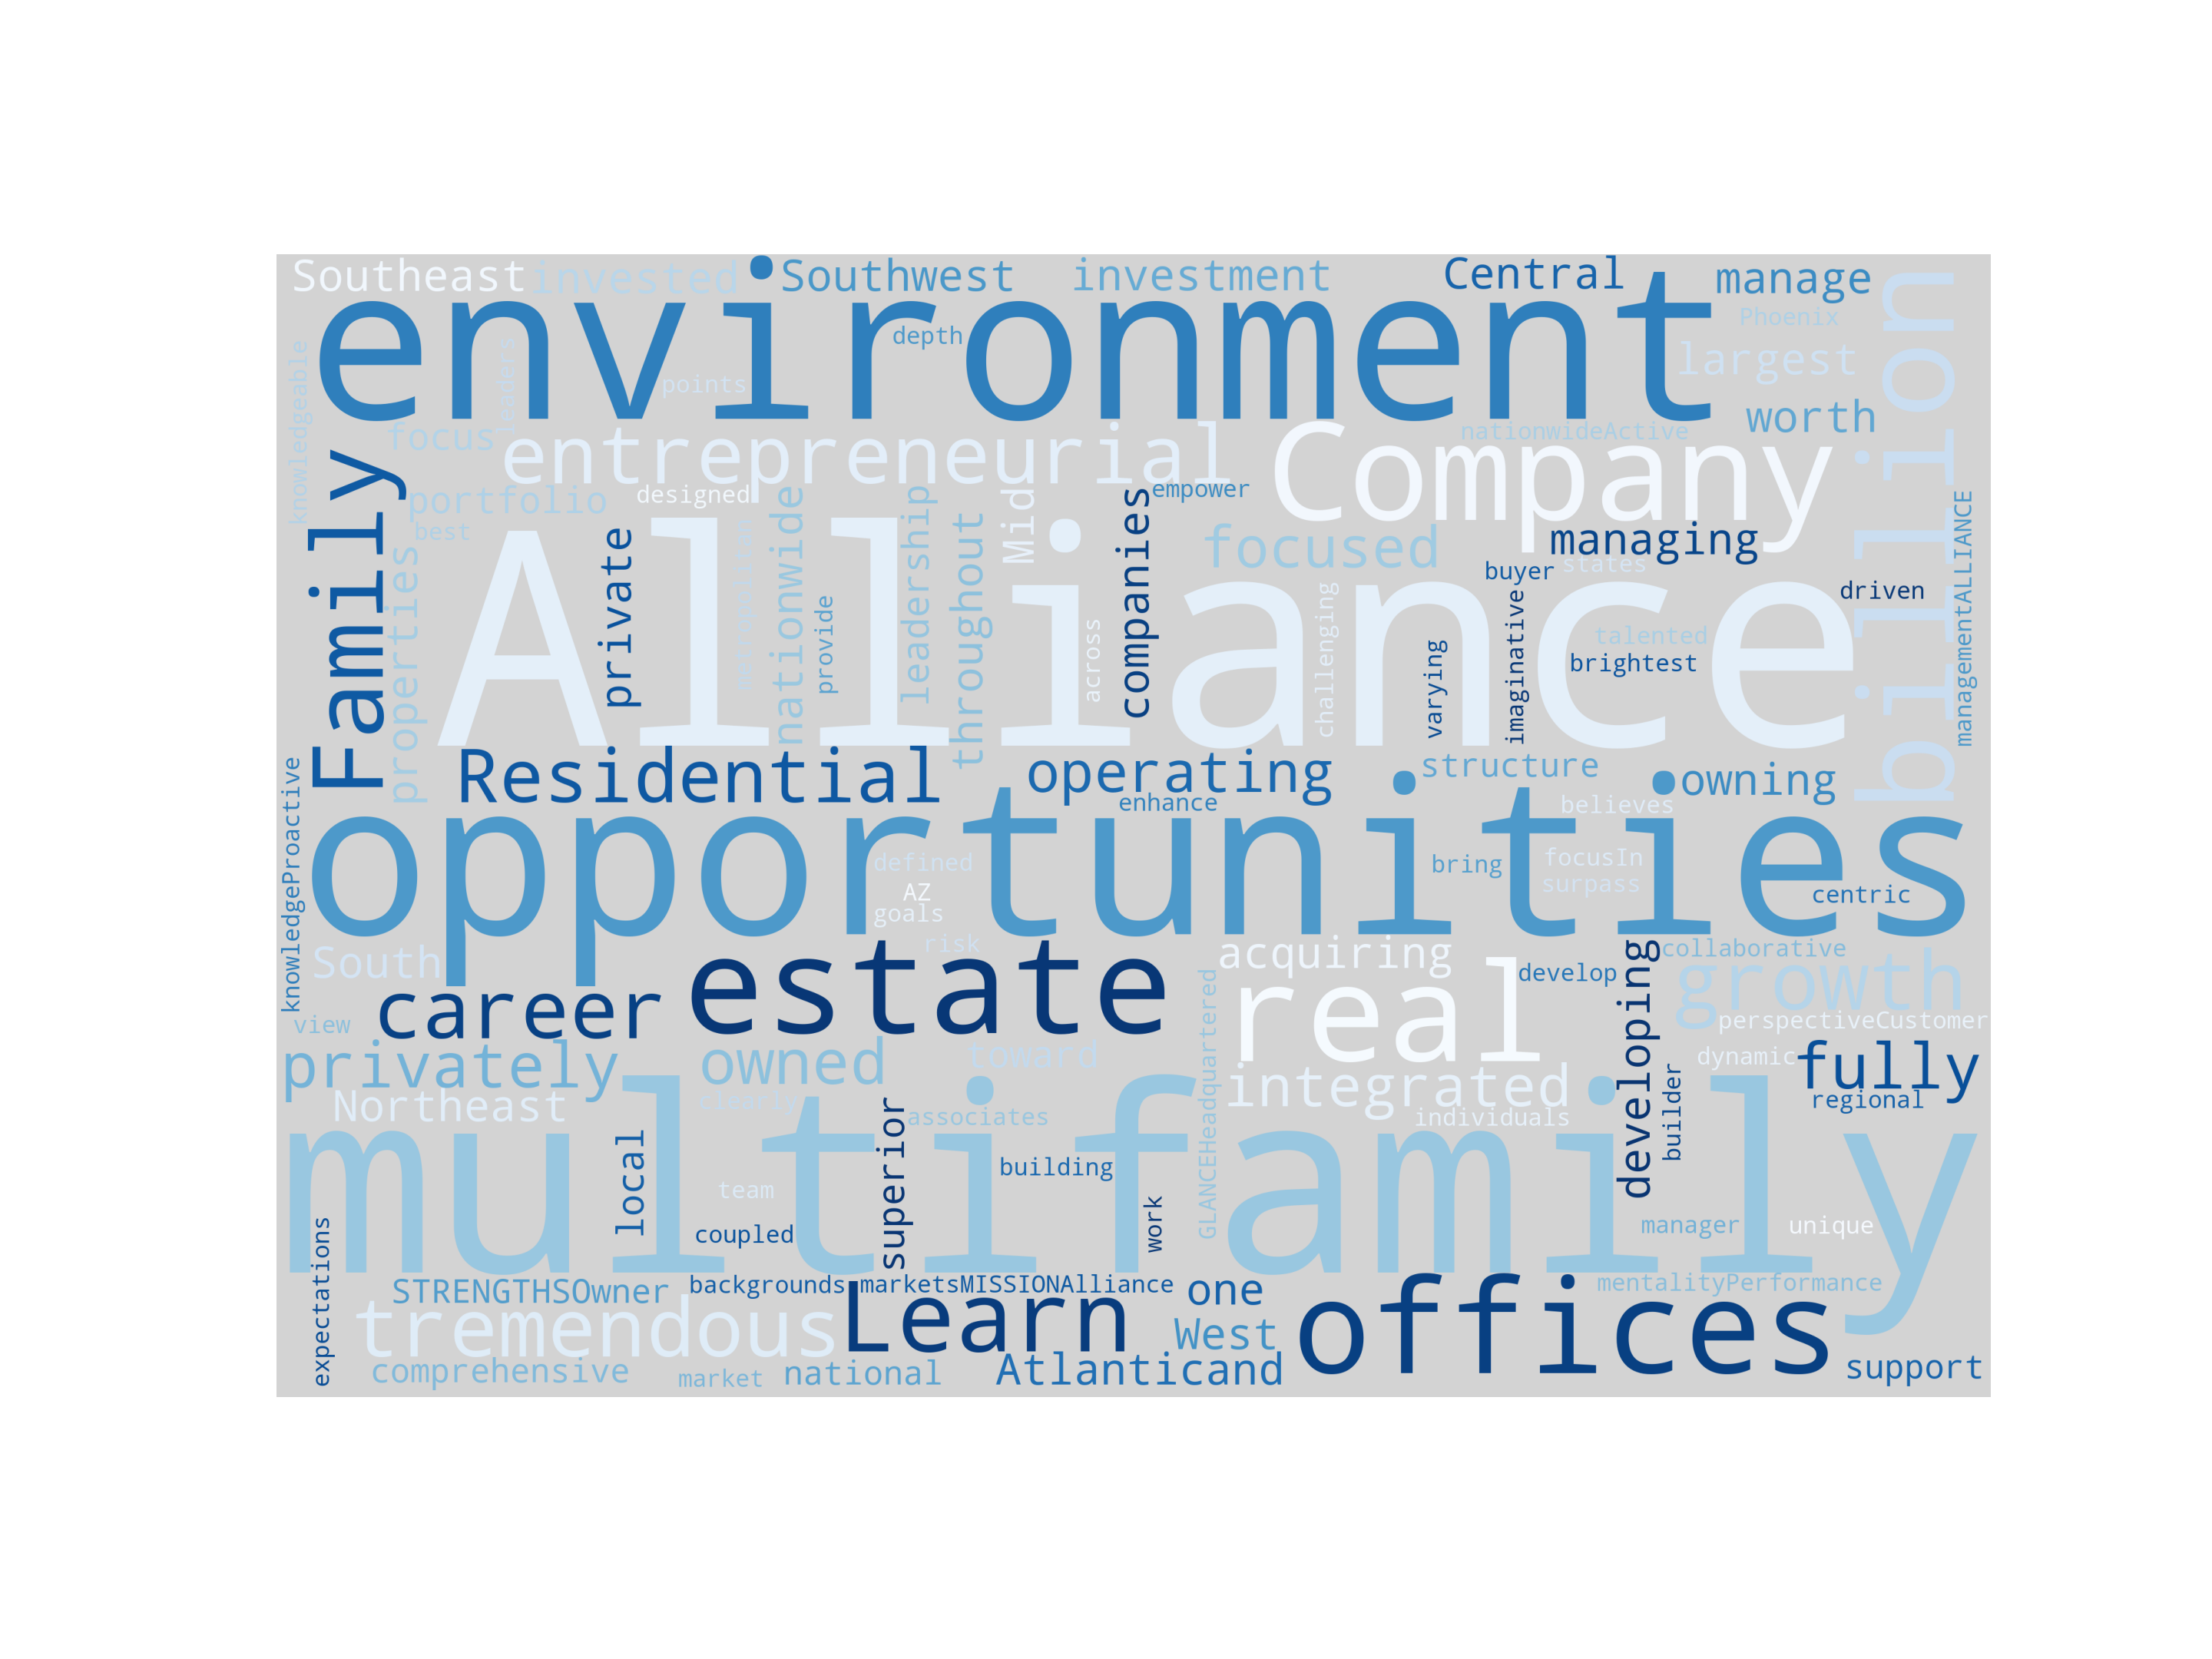 Southeast invested Southwest investment Central manage
environment
depth
Phoenix
points
largest
leaders
knowledgeable
billion
worth
focus
entrepreneurial
Company
nationwideActive
Family
portfolio
designed
empower
best
Alliance
properties
private
metropolitan
nationwide
provide
leadership
throughout
Mid
across
companies
focused
challenging
varying
buyer
imaginative
managing
states
driven
talented
brightest
managementALLIANCE
Residential
operating
structure
owning
enhance
believes
opportunities
knowledgeProactive
defined
AZ
goals
bring
focusIn
surpass
centric
South
risk
estate
acquiring
real
develop
developing
collaborative
growth
career
view
perspectiveCustomer
privately
owned
toward
GLANCEHeadquartered
integrated
dynamic
fully
Northeast
clearly
associates
individuals
builder
regional
multifamily
local
team
superior
building
work
coupled
manager
unique
expectations
STRENGTHSOwner
backgrounds
marketsMISSIONAlliance
one
mentalityPerformance
tremendous
Learn
West
offices
comprehensive
market
national
Atlanticand
support